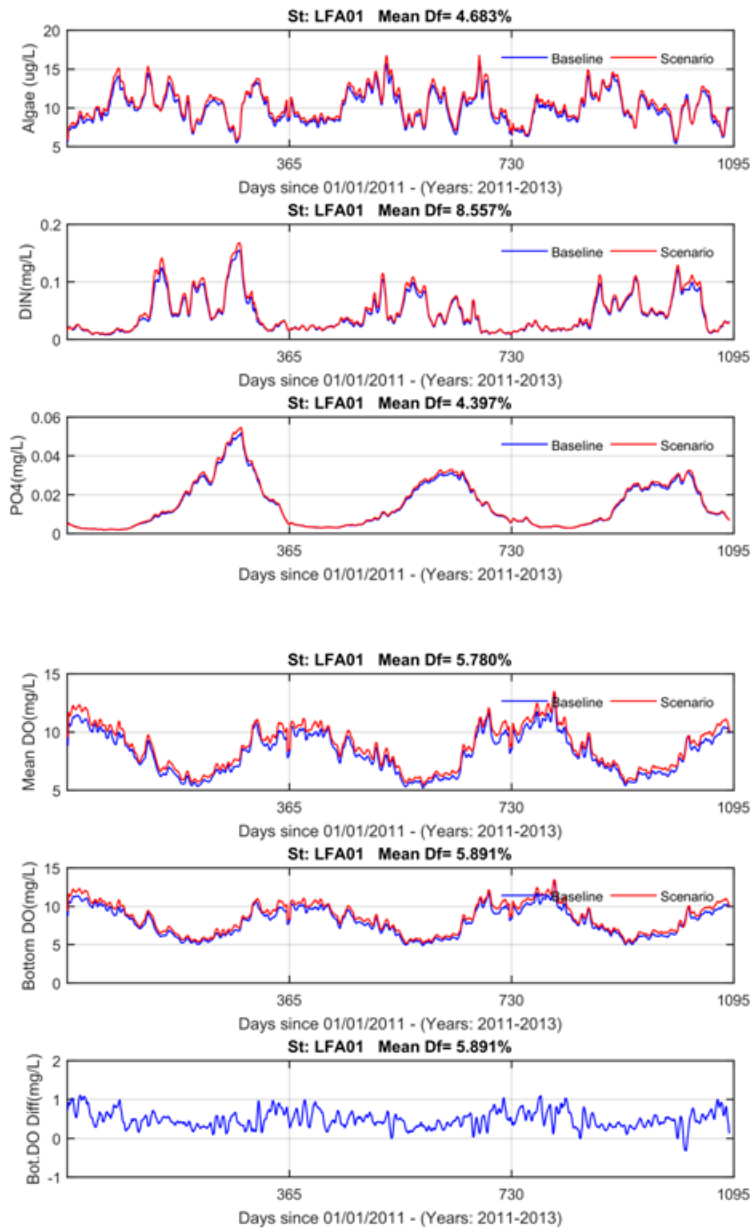 St: LFA01 Mean Df= 4.683%
20
15
10
5
Algae (ug/L)
Baseline Scenario
365 730 1095
Days since 01/01/2011 - (Years: 2011-2013)
St: LFA01 Mean Df= 8.557%
0.2
0.1
0
DIN(mg/L)
Baseline Scenario
365 730 1095
Days since 01/01/2011 - (Years: 2011-2013)
St: LFA01 Mean Df= 4.397%
0.06
0.04
0.02
0
PO4(mg/L)
Baseline Scenario
365 730 1095
Days since 01/01/2011 - (Years: 2011-2013)
St: LFA01 Mean Df= 5.780%
15
10
5
Mean DO(mg/L)
Baseline Scenario
365 730 1095
Days since 01/01/2011 - (Years: 2011-2013)
St: LFA01 Mean Df= 5.891%
15
10
5
0
Bottom DO(mg/L)
Baseline Scenario
365 730 1095
Days since 01/01/2011 - (Years: 2011-2013)
St: LFA01 Mean Df= 5.891%
2
1
0
-1
Bot.DO Diff(mg/L)
365 730 1095
Days since 01/01/2011 - (Years: 2011-2013)